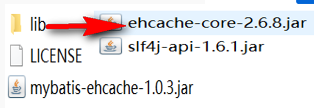 lib
ehcache-core-2.6.8.jar
LICENSE
slf4j-api-1.6.1.jar
mybatis-ehcache-1.0.3.jar